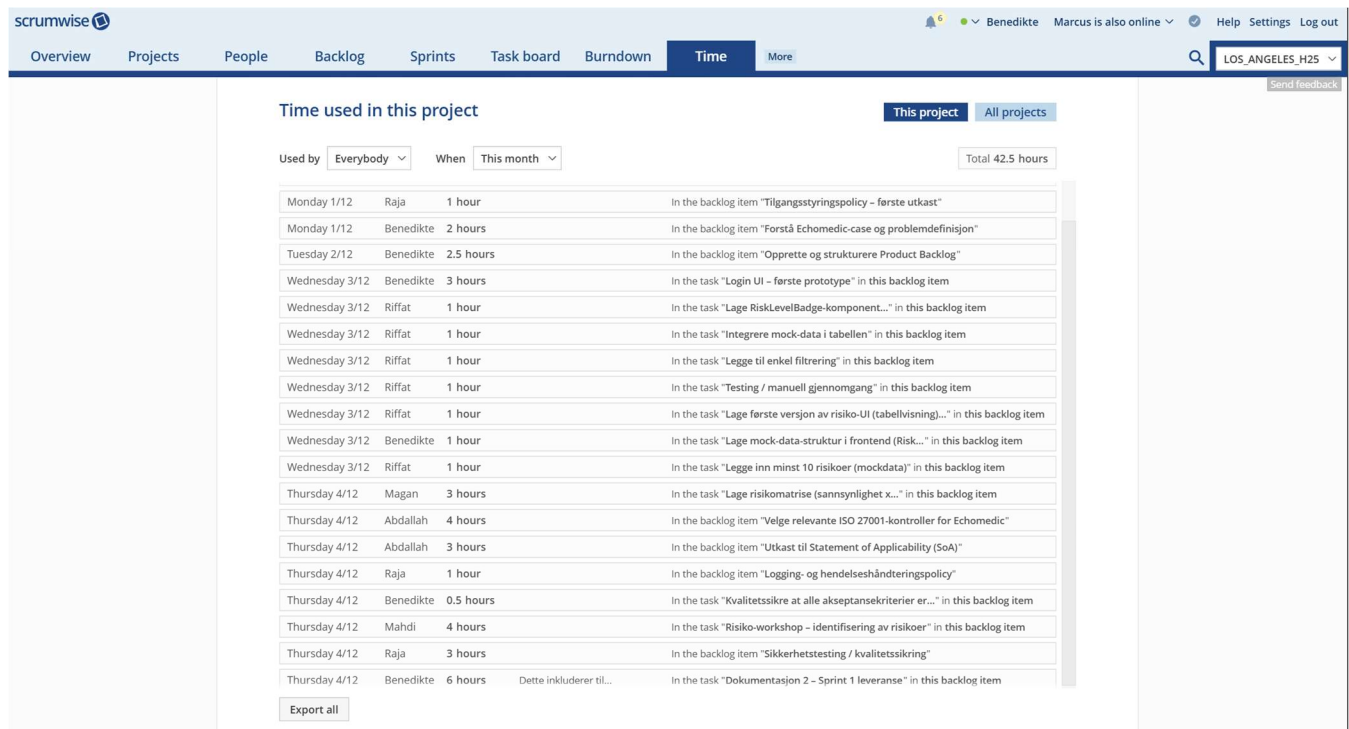 scrumwise
6 Benedikte Marcus is also online Help Settings Log out
Overview Projects People Backlog Sprints Task board Burndown Time More LOS_ANGELES_H25
Send feedback
Time used in this project This project All projects
Used by Everybody When This month Total 42.5 hours
Monday 1/12 Raja 1 hour In the backlog item "Tilgangsstyringspolicy – første utkast"
Monday 1/12 Benedikte 2 hours In the backlog item "Forstå Echomedic-case og problemdefinisjon"
Tuesday 2/12 Benedikte 2.5 hours In the backlog item "Opprette og strukturere Product Backlog"
Wednesday 3/12 Benedikte 3 hours In the task "Login UI – første prototype" in this backlog item
Wednesday 3/12 Riffat 1 hour In the task "Lage RiskLevelBadge-komponent..." in this backlog item
Wednesday 3/12 Riffat 1 hour In the task "Integrere mock-data i tabellen" in this backlog item
Wednesday 3/12 Riffat 1 hour In the task "Legge til enkel filtrering" in this backlog item
Wednesday 3/12 Riffat 1 hour In the task "Testing / manuell gjennomgang" in this backlog item
Wednesday 3/12 Riffat 1 hour In the task "Lage første versjon av risiko-UI (tabellvisning)..." in this backlog item
Wednesday 3/12 Benedikte 1 hour In the task "Lage mock-data-struktur i frontend (Risk..." in this backlog item
Wednesday 3/12 Riffat 1 hour In the task "Legge inn minst 10 risikoer (mockdata)" in this backlog item
Thursday 4/12 Magan 3 hours In the task "Lage risikomatrise (sannsynlighet x..." in this backlog item
Thursday 4/12 Abdallah 4 hours In the backlog item "Velge relevante ISO 27001-kontroller for Echomedic"
Thursday 4/12 Abdallah 3 hours In the backlog item "Utkast til Statement of Applicability (SoA)"
Thursday 4/12 Raja 1 hour In the backlog item "Logging- og hendelseshåndteringspolicy"
Thursday 4/12 Benedikte 0.5 hours In the task "Kvalitetssikre at alle akseptansekriterier er..." in this backlog item
Thursday 4/12 Mahdi 4 hours In the task "Risiko-workshop – identifisering av risikoer" in this backlog item
Thursday 4/12 Raja 3 hours In the backlog item "Sikkerhetstesting / kvalitetssikring"
Thursday 4/12 Benedikte 6 hours Dette inkluderer til... In the task "Dokumentasjon 2 – Sprint 1 leveranse" in this backlog item
Export all